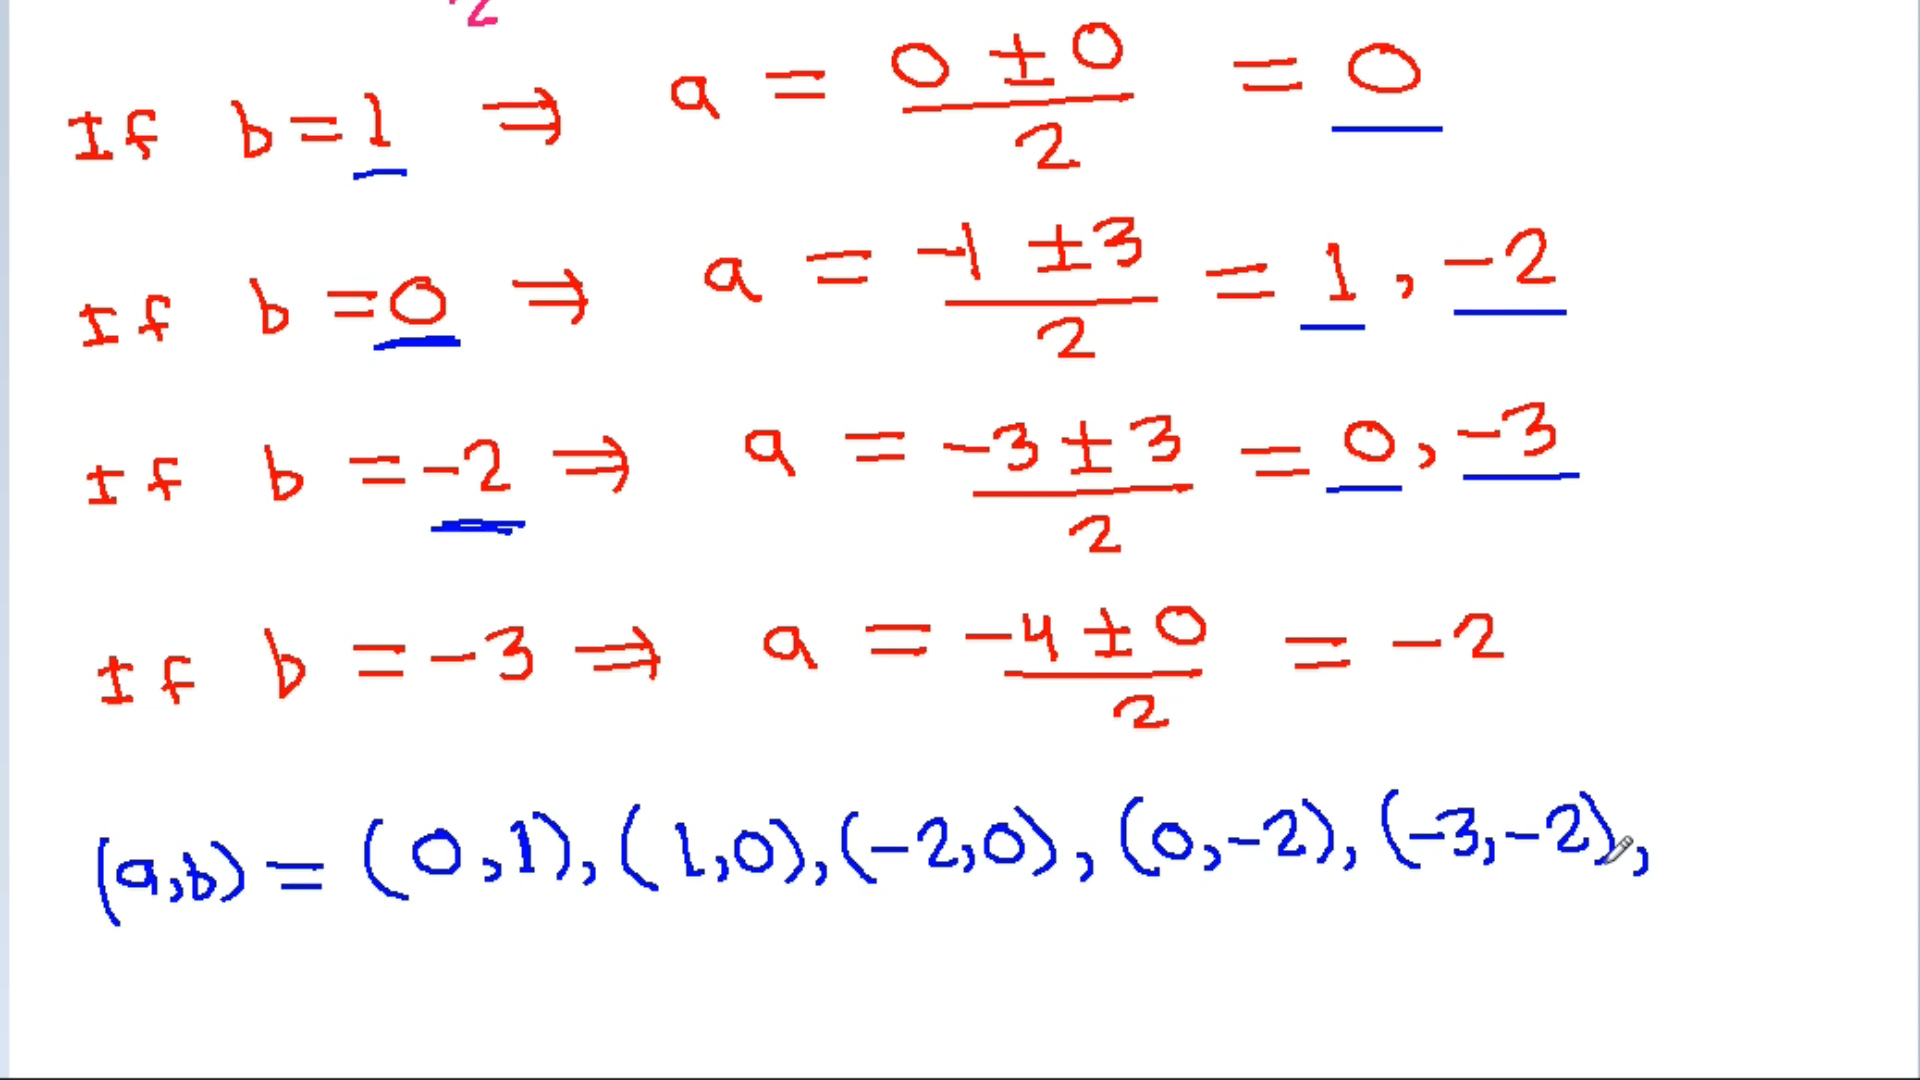 2
If b = 1 ⇒ a = (0 ± 0)/2 = 0
If b = 0 ⇒ a = (-1 ± 3)/2 = 1, -2
If b = -2 ⇒ a = (-3 ± 3)/2 = 0, -3
If b = -3 ⇒ a = (-4 ± 0)/2 = -2
(a,b) = (0,1), (1,0), (-2,0), (0,-2), (-3,-2),